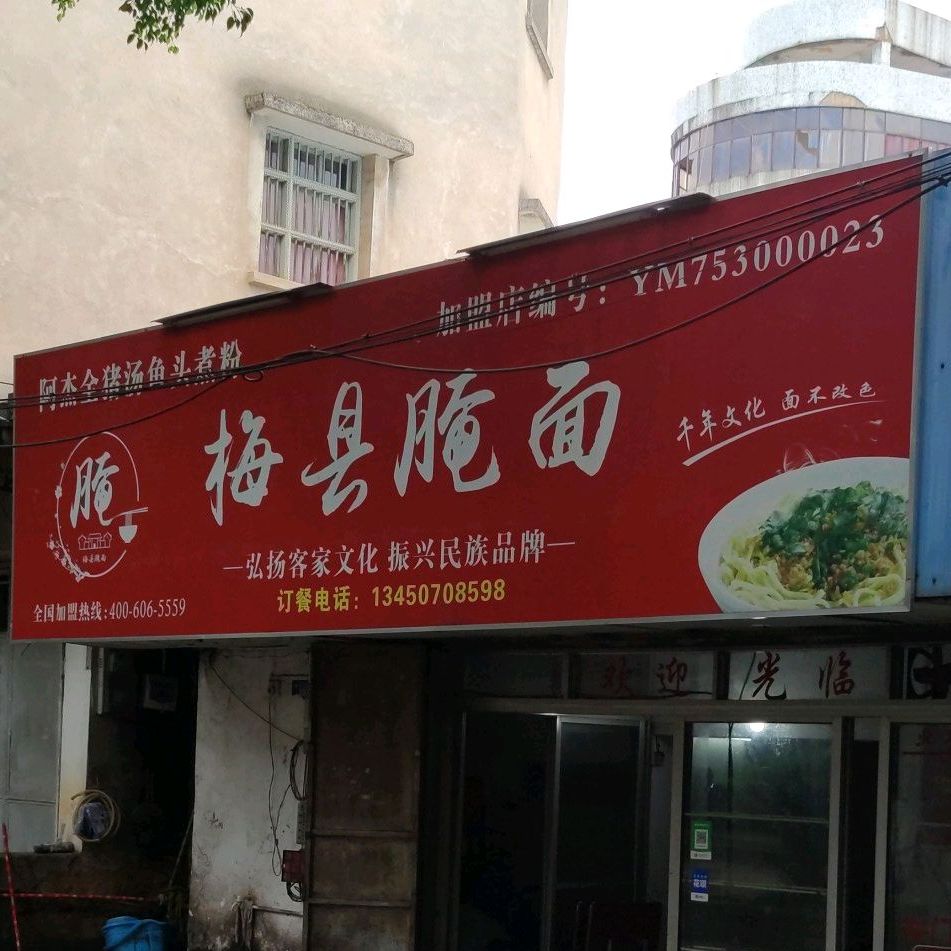 加盟店编号：YM753000023
阿杰全猪汤鱼头煮粉
梅县腌面
千年文化 面不改色
腌
梅县腌面
—弘扬客家文化 振兴民族品牌—
订餐电话：13450708598
全国加盟热线：400-606-5559
欢迎光临
花呗